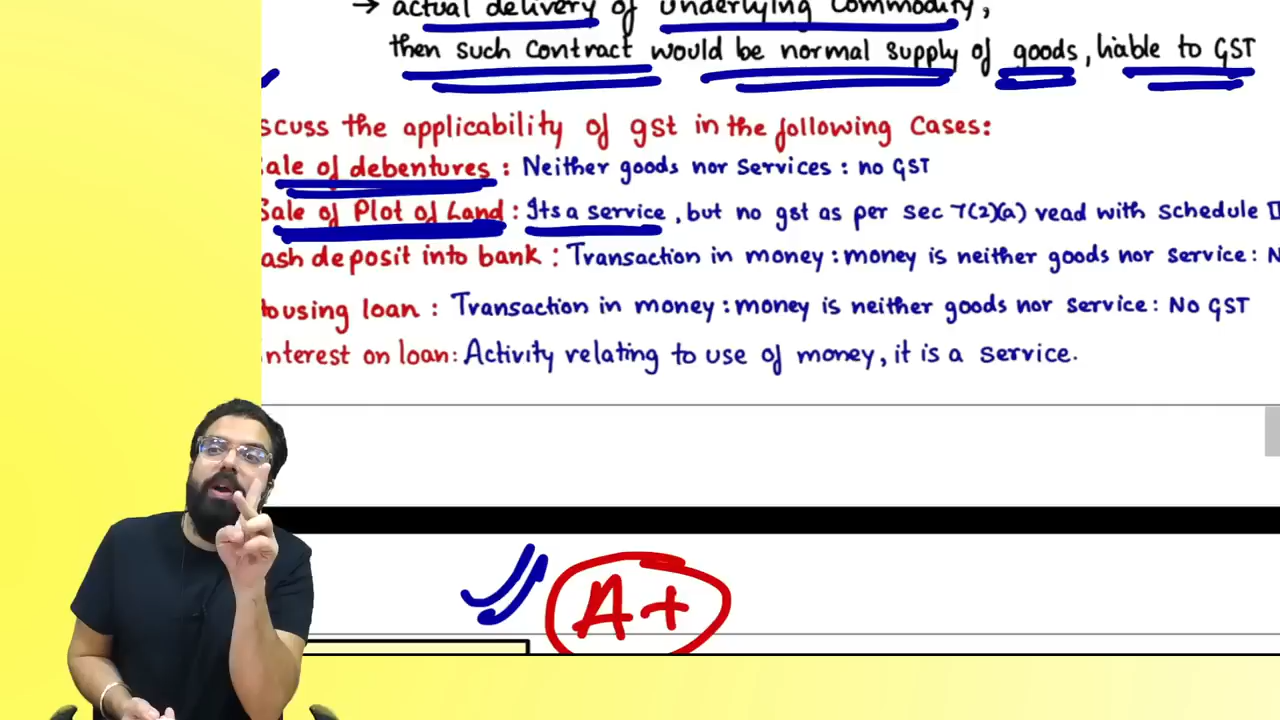 → actual delivery of underlying commodity,
then such contract would be normal supply of goods, liable to GST
scuss the applicability of gst in the following Cases:
ale of debentures : Neither goods nor services : no GST
Sale of Plot of Land : Its a service, but no gst as per sec 7(2)(a) read with schedule
ash deposit into bank : Transaction in money : money is neither goods nor service : N
ousing loan : Transaction in money : money is neither goods nor service : No GST
nterest on loan: Activity relating to use of money, it is a service.
A+